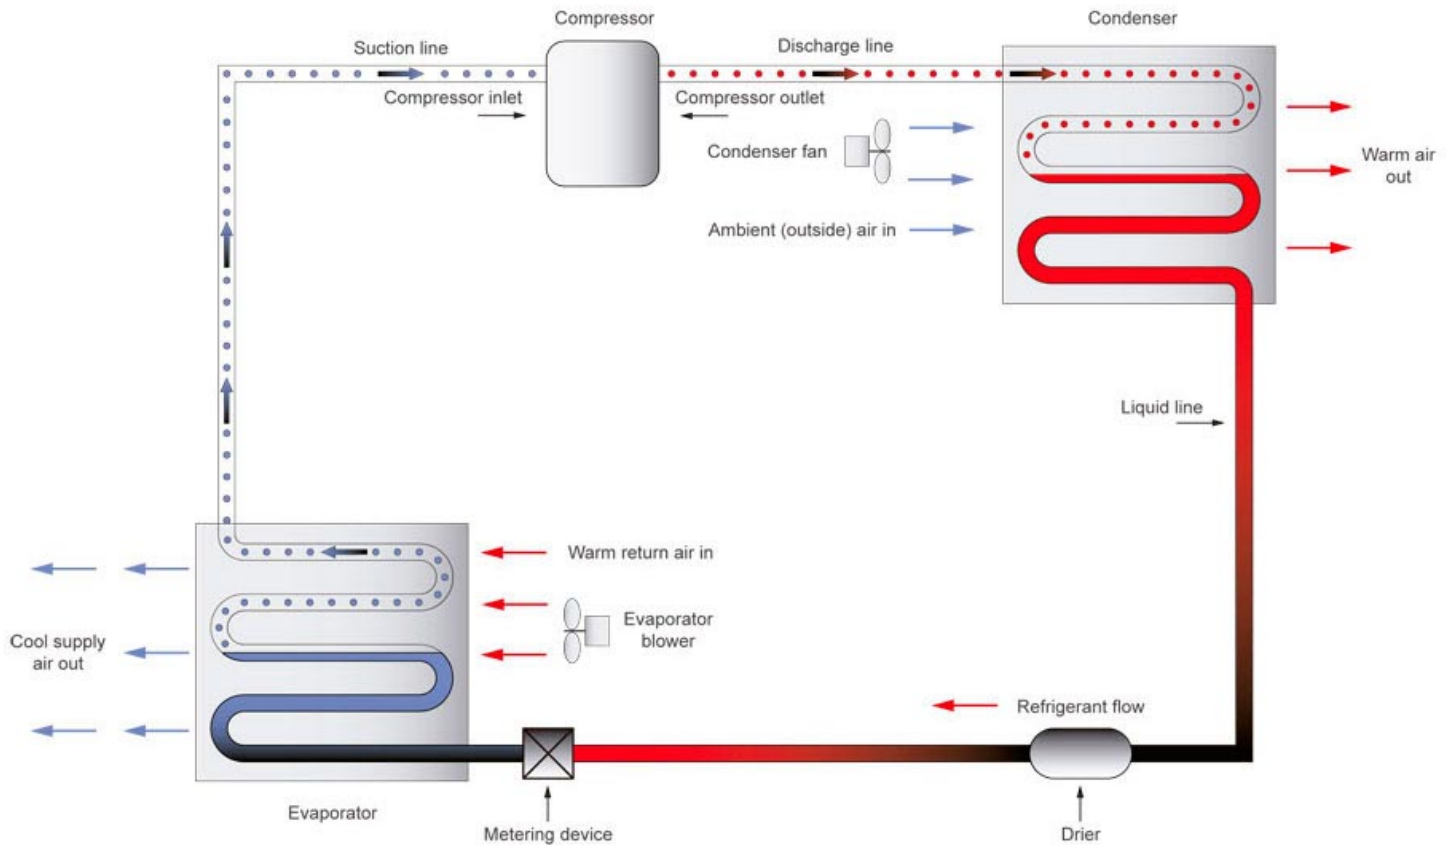 Compressor
Condenser
Suction line
Discharge line
Compressor inlet
Compressor outlet
Condenser fan
Warm air
out
Ambient (outside) air in
Liquid line
Warm return air in
Evaporator
blower
Cool supply
air out
Refrigerant flow
Evaporator
Metering device
Drier